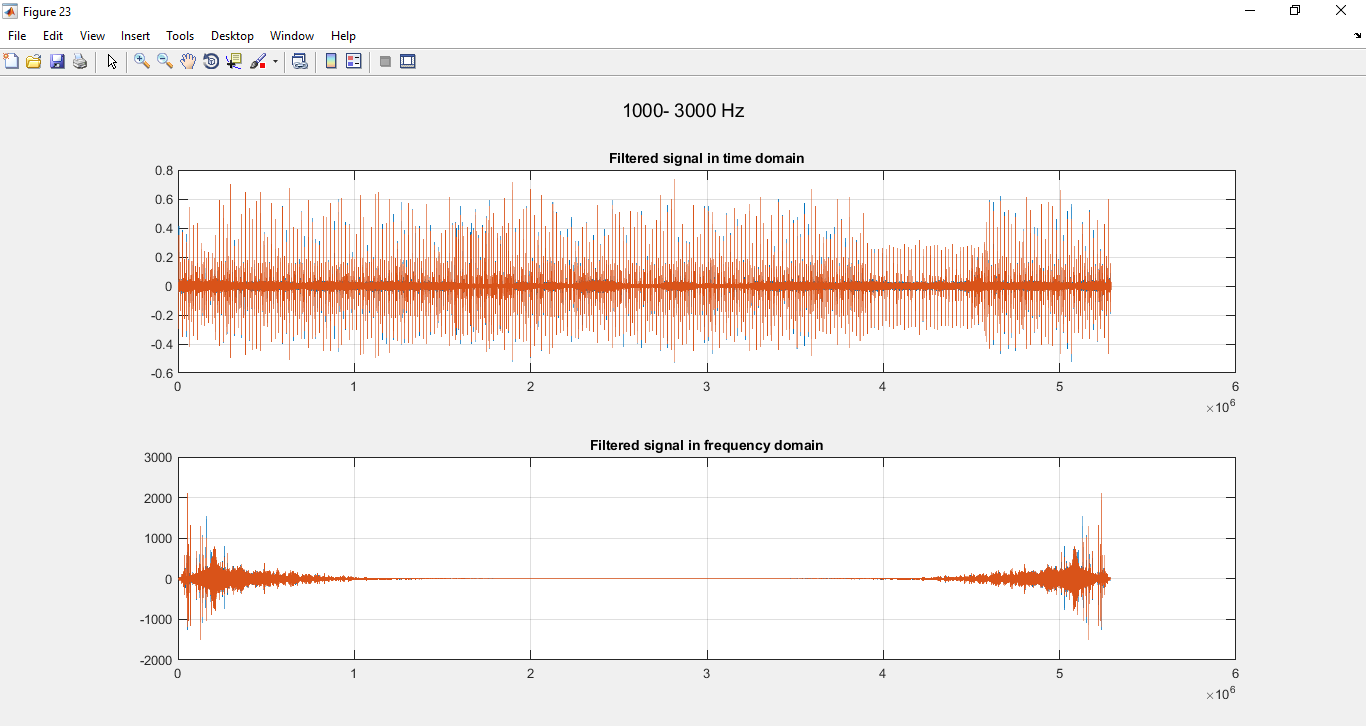 Figure 23
File Edit View Insert Tools Desktop Window Help
1000- 3000 Hz
Filtered signal in time domain
0.8
0.6
0.4
0.2
0
-0.2
-0.4
-0.6
0 1 2 3 4 5 6
×10^6
Filtered signal in frequency domain
3000
2000
1000
0
-1000
-2000
0 1 2 3 4 5 6
×10^6